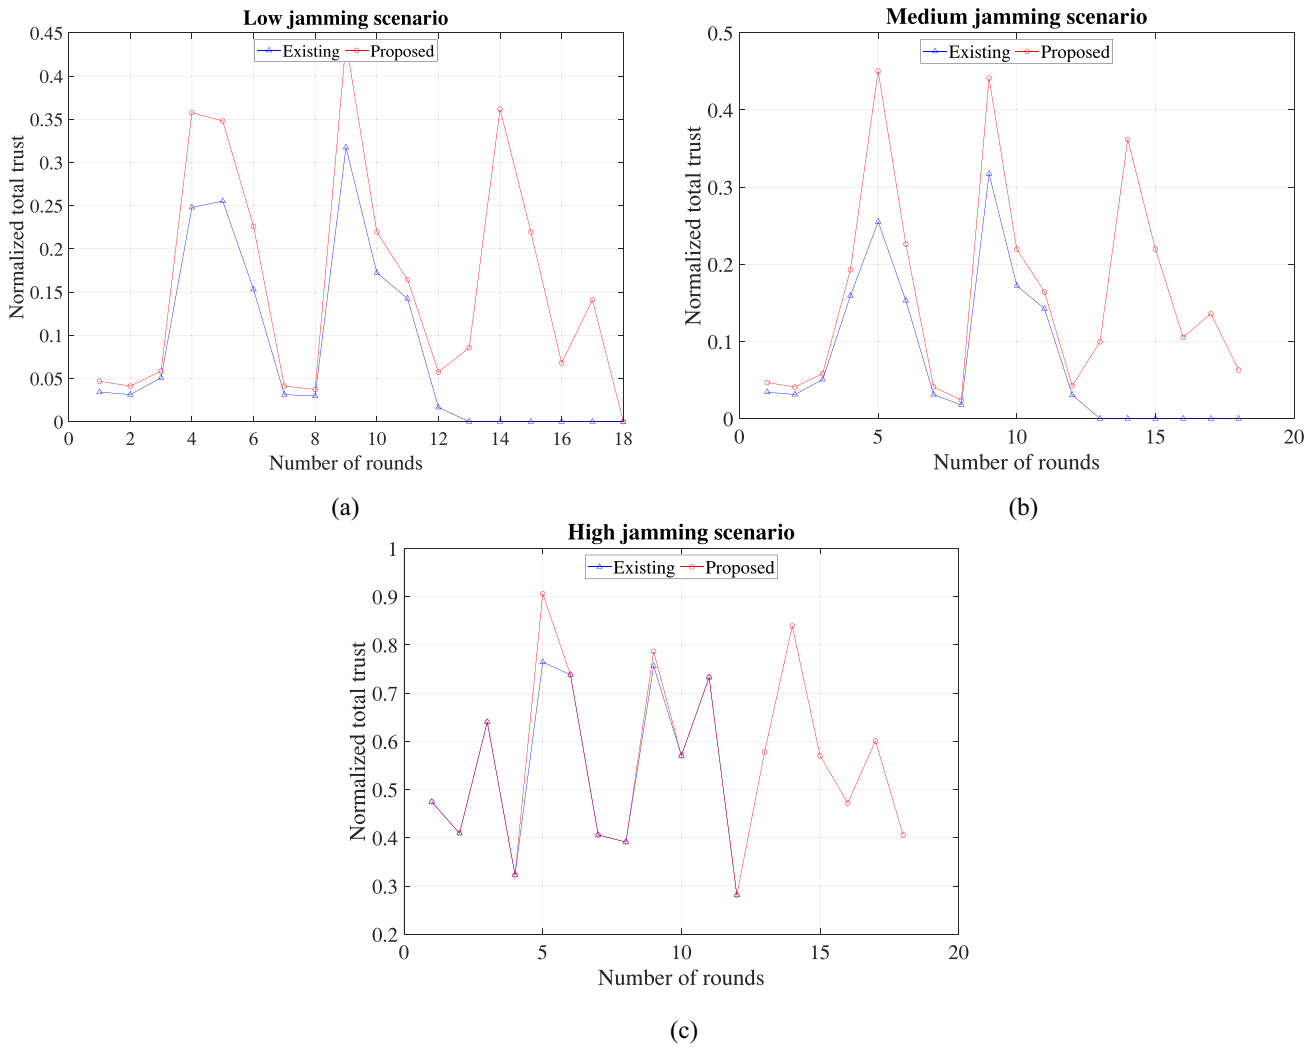 Low jamming scenario
Existing Proposed
0.45
0.4
0.35
0.3
0.25
0.2
0.15
0.1
0.05
0
Normalized total trust
0 2 4 6 8 10 12 14 16 18
Number of rounds
(a)
Medium jamming scenario
Existing Proposed
0.5
0.4
0.3
0.2
0.1
0
Normalized total trust
0 5 10 15 20
Number of rounds
(b)
High jamming scenario
Existing Proposed
1
0.9
0.8
0.7
0.6
0.5
0.4
0.3
0.2
Normalized total trust
0 5 10 15 20
Number of rounds
(c)